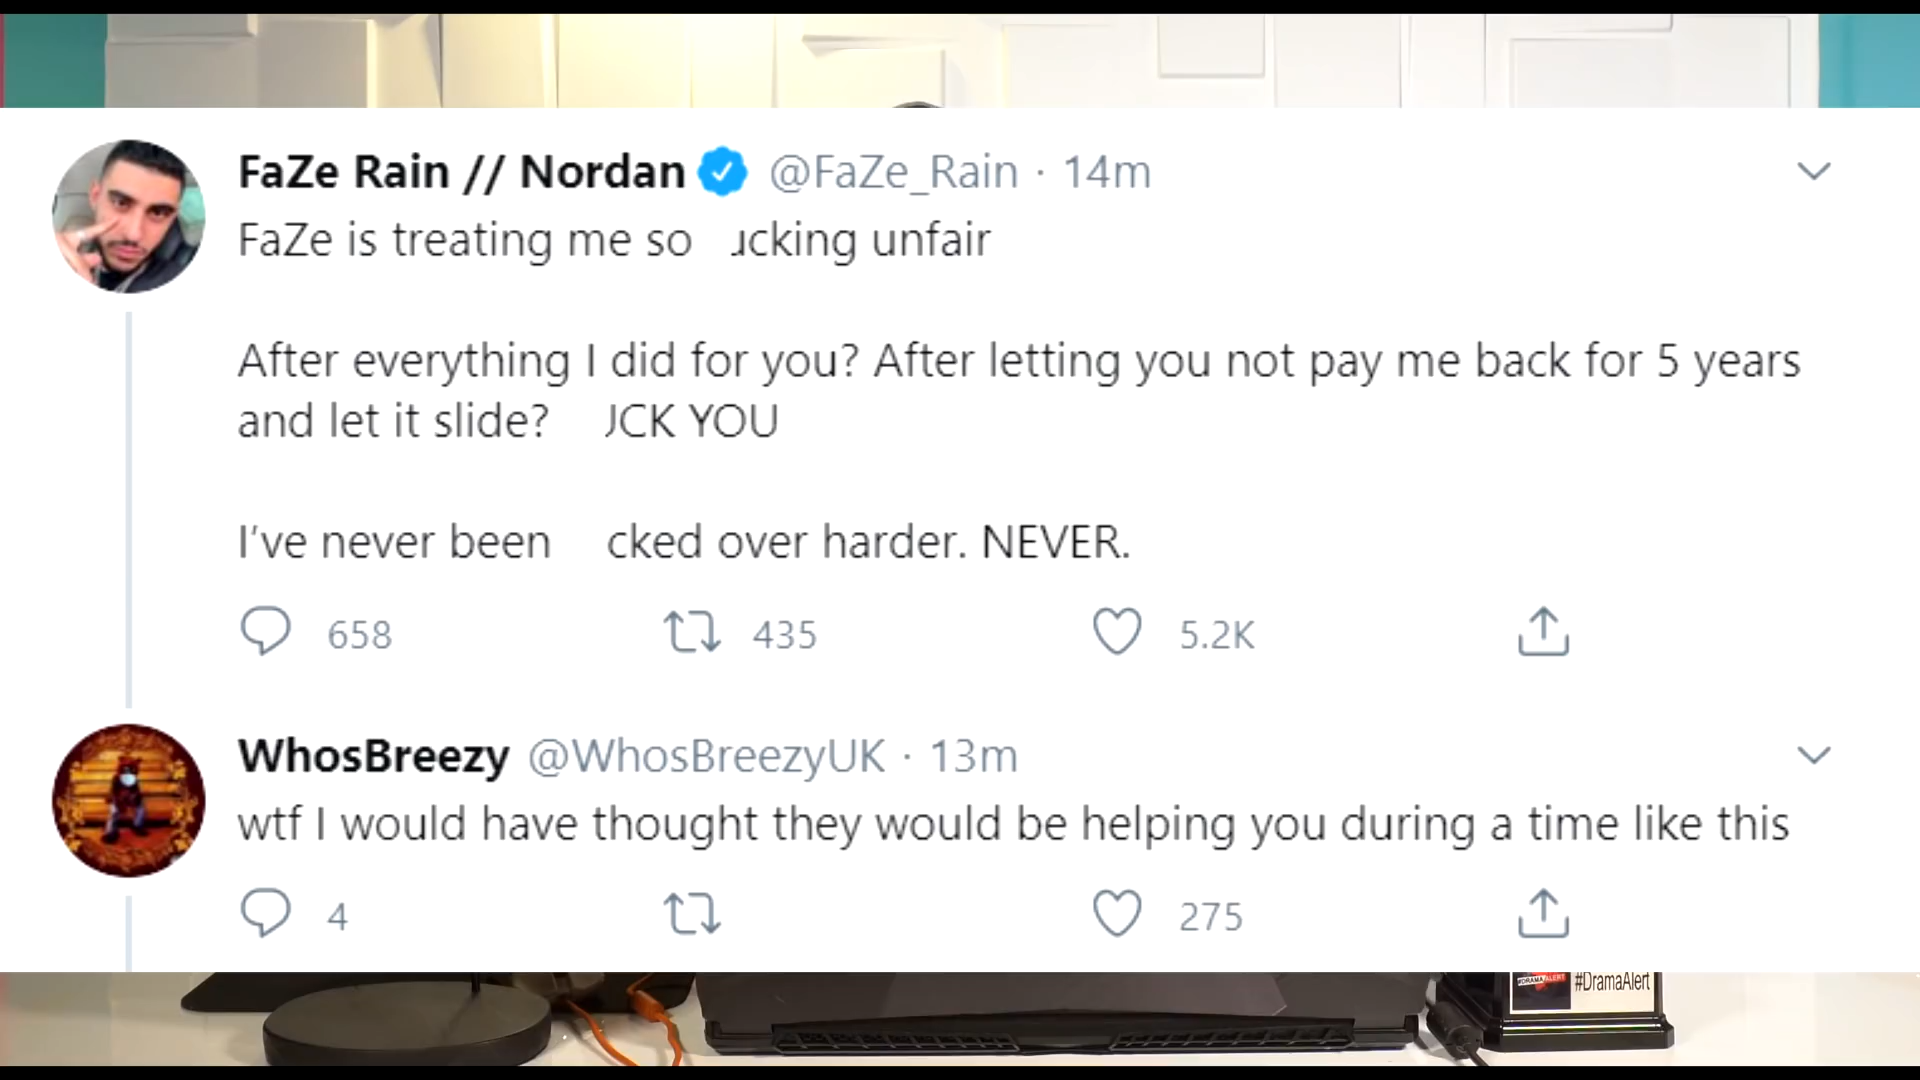 FaZe Rain // Nordan @FaZe_Rain · 14m
FaZe is treating me so ucking unfair
After everything I did for you? After letting you not pay me back for 5 years
and let it slide? UCK YOU
I've never been cked over harder. NEVER.
658 435 5.2K
WhosBreezy @WhosBreezyUK · 13m
wtf I would have thought they would be helping you during a time like this
4 275
#DRAMAALERT #DramaAlert